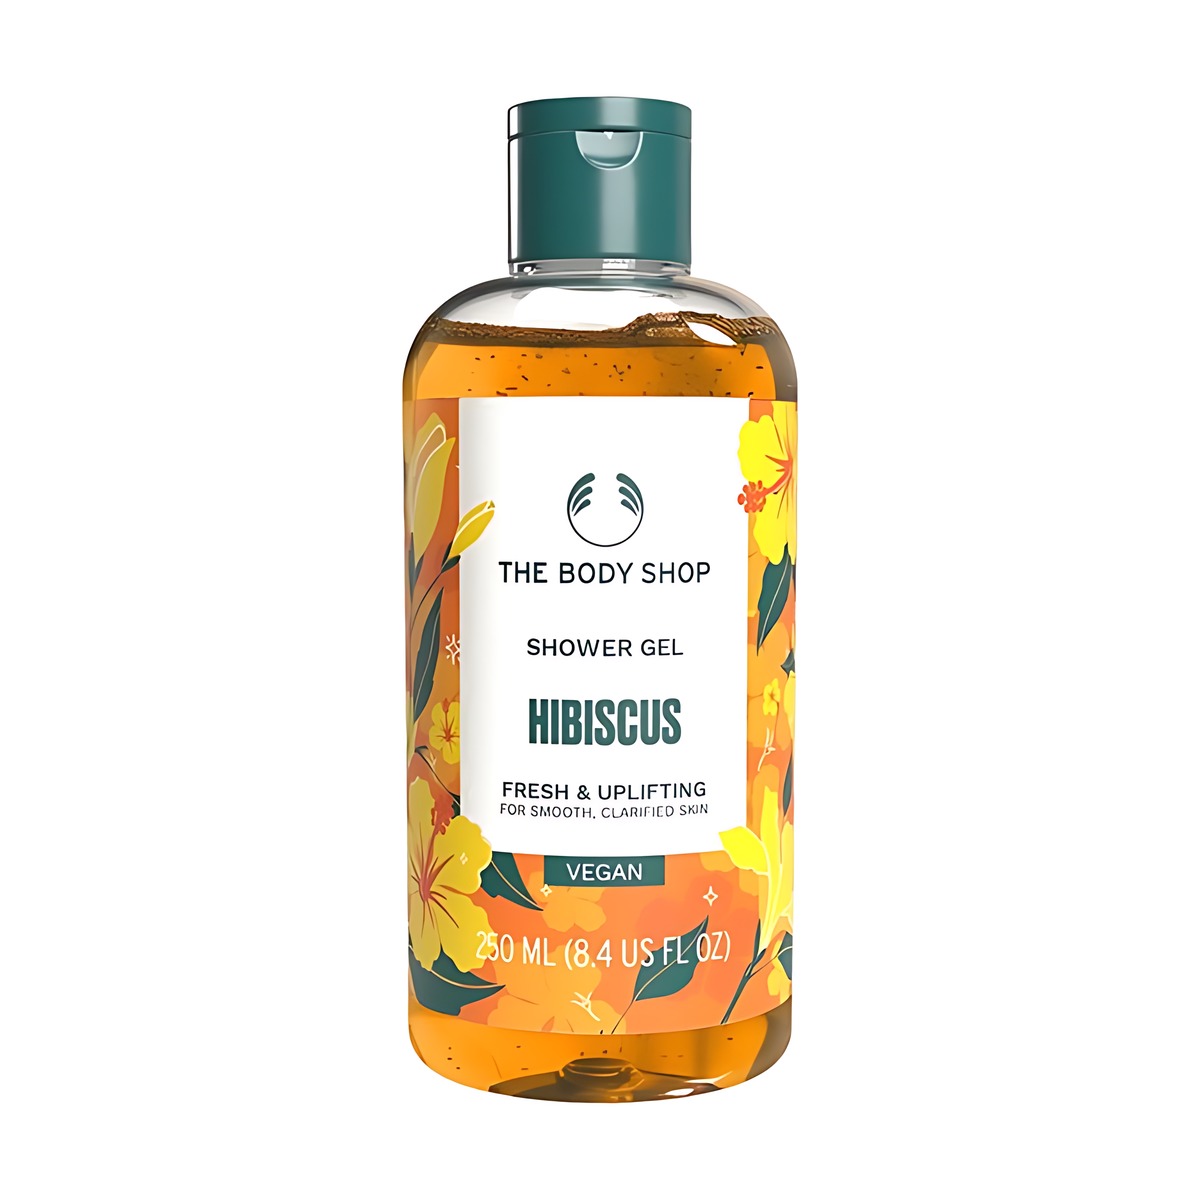 THE BODY SHOP
SHOWER GEL
HIBISCUS
FRESH & UPLIFTING
FOR SMOOTH, CLARIFIED SKIN
VEGAN
250 ML (8.4 US FL OZ)